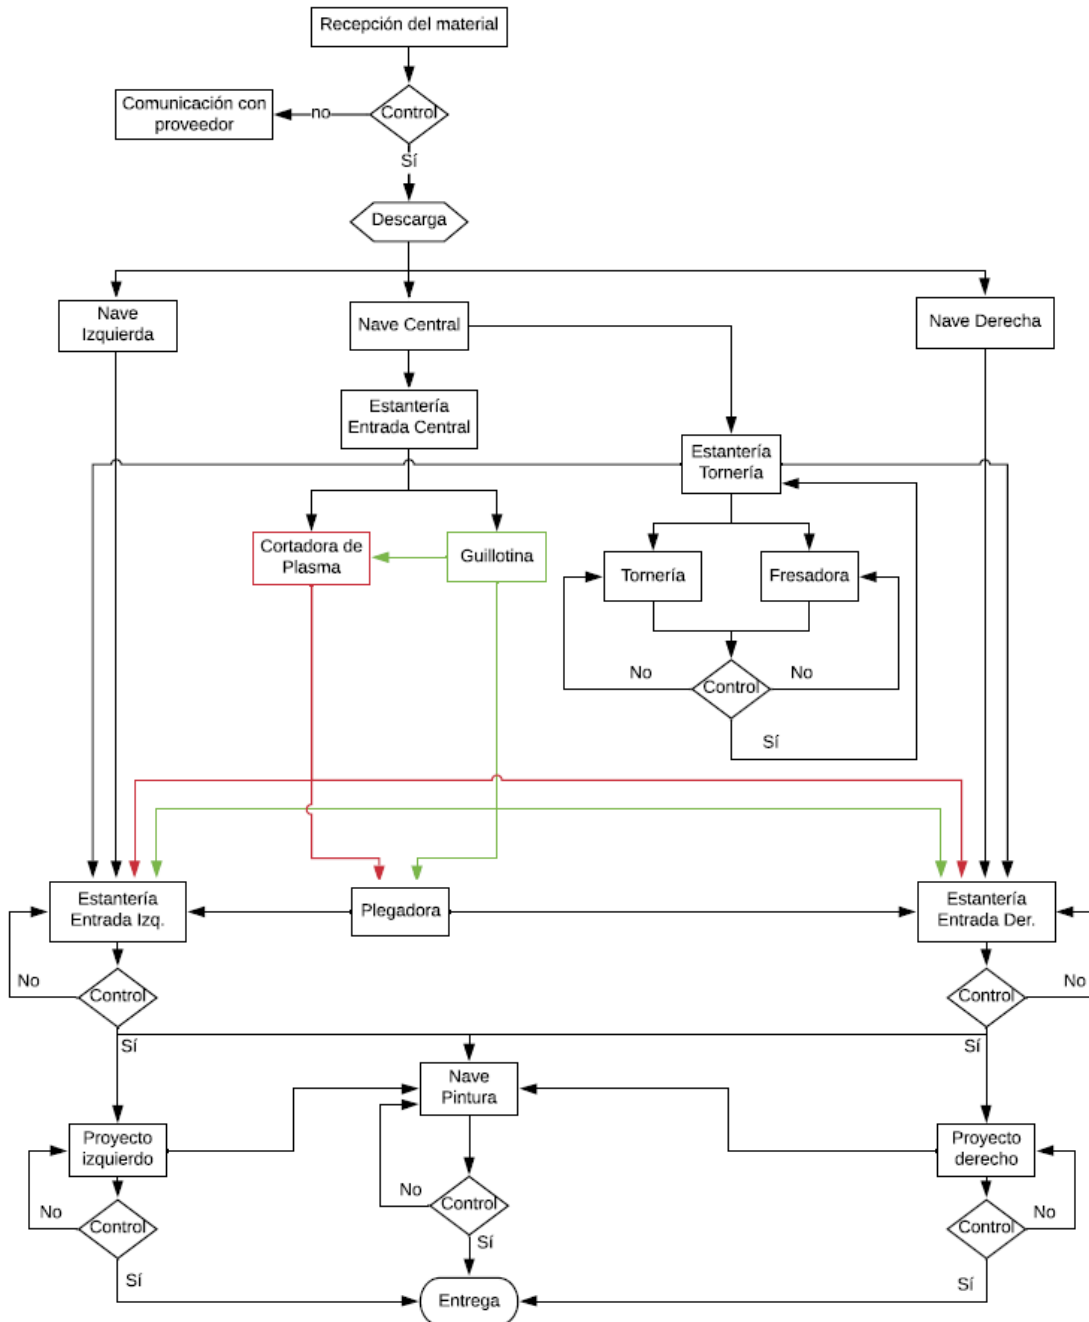 Recepción del material
Comunicación con
proveedor
no
Control
Sí
Descarga
Nave
Izquierda
Nave Central
Nave Derecha
Estantería
Entrada Central
Estantería
Tornería
Cortadora de
Plasma
Guillotina
Tornería
Fresadora
No
Control
No
Sí
Estantería
Entrada Izq.
Plegadora
Estantería
Entrada Der.
No
Control
Control
No
Sí
Sí
Nave
Pintura
Proyecto
izquierdo
Proyecto
derecho
No
Control
No
Control
Control
No
Sí
Sí
Sí
Entrega